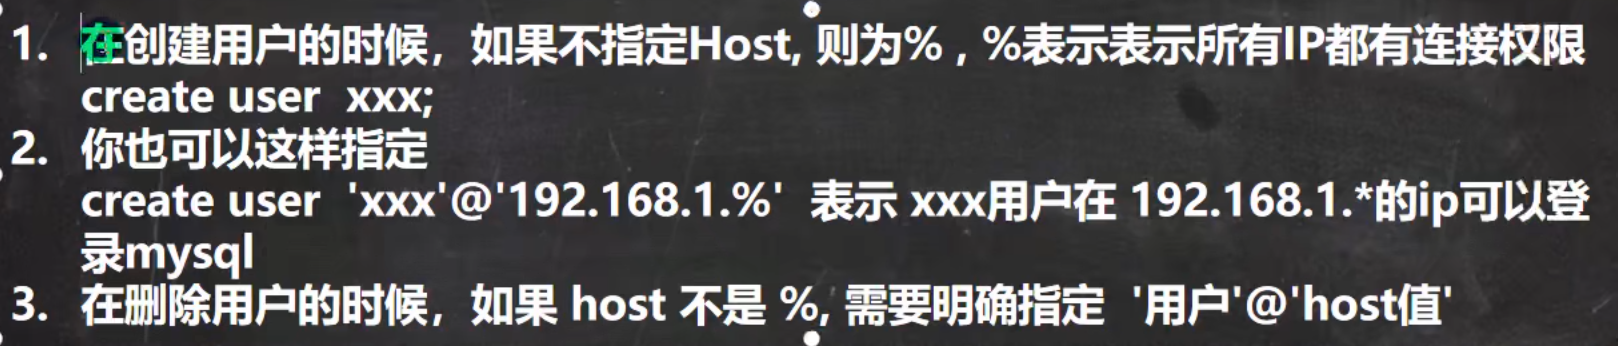 1. 在创建用户的时候，如果不指定Host, 则为% , %表示表示所有IP都有连接权限
create user  xxx;
2. 你也可以这样指定
create user  'xxx'@'192.168.1.%'  表示 xxx用户在 192.168.1.*的ip可以登
录mysql
3. 在删除用户的时候，如果 host 不是 %, 需要明确指定  '用户'@'host值'